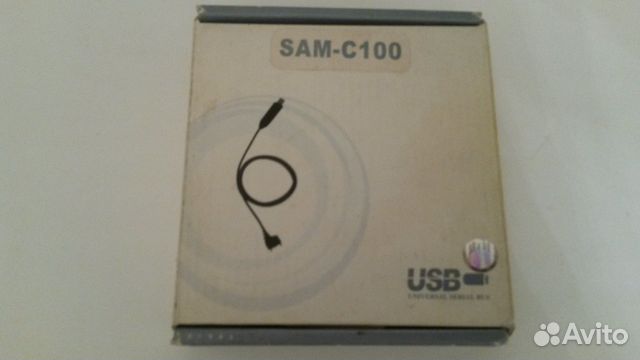 SAM-C100
USB
UNIVERSAL SERIAL BUS
Avito